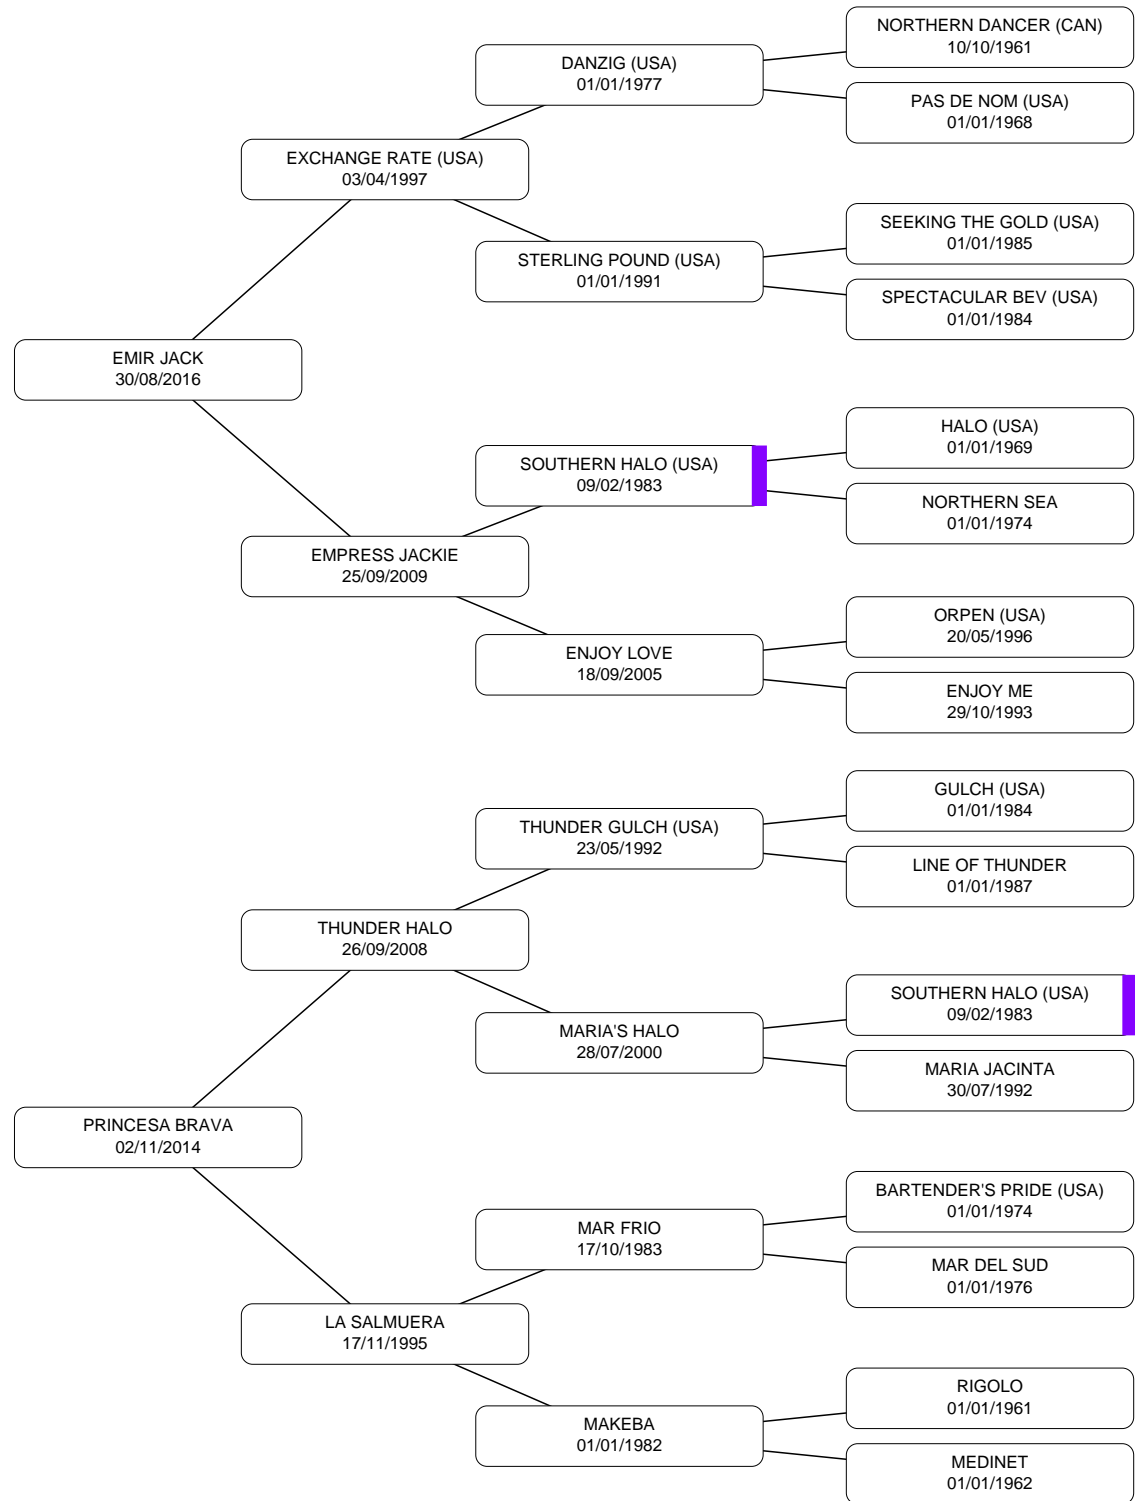 NORTHERN DANCER (CAN)
10/10/1961
DANZIG (USA)
01/01/1977
PAS DE NOM (USA)
01/01/1968
EXCHANGE RATE (USA)
03/04/1997
SEEKING THE GOLD (USA)
01/01/1985
STERLING POUND (USA)
01/01/1991
SPECTACULAR BEV (USA)
01/01/1984
EMIR JACK
30/08/2016
HALO (USA)
01/01/1969
SOUTHERN HALO (USA)
09/02/1983
NORTHERN SEA
01/01/1974
EMPRESS JACKIE
25/09/2009
ORPEN (USA)
20/05/1996
ENJOY LOVE
18/09/2005
ENJOY ME
29/10/1993
GULCH (USA)
01/01/1984
THUNDER GULCH (USA)
23/05/1992
LINE OF THUNDER
01/01/1987
THUNDER HALO
26/09/2008
SOUTHERN HALO (USA)
09/02/1983
MARIA'S HALO
28/07/2000
MARIA JACINTA
30/07/1992
PRINCESA BRAVA
02/11/2014
BARTENDER'S PRIDE (USA)
01/01/1974
MAR FRIO
17/10/1983
MAR DEL SUD
01/01/1976
LA SALMUERA
17/11/1995
RIGOLO
01/01/1961
MAKEBA
01/01/1982
MEDINET
01/01/1962